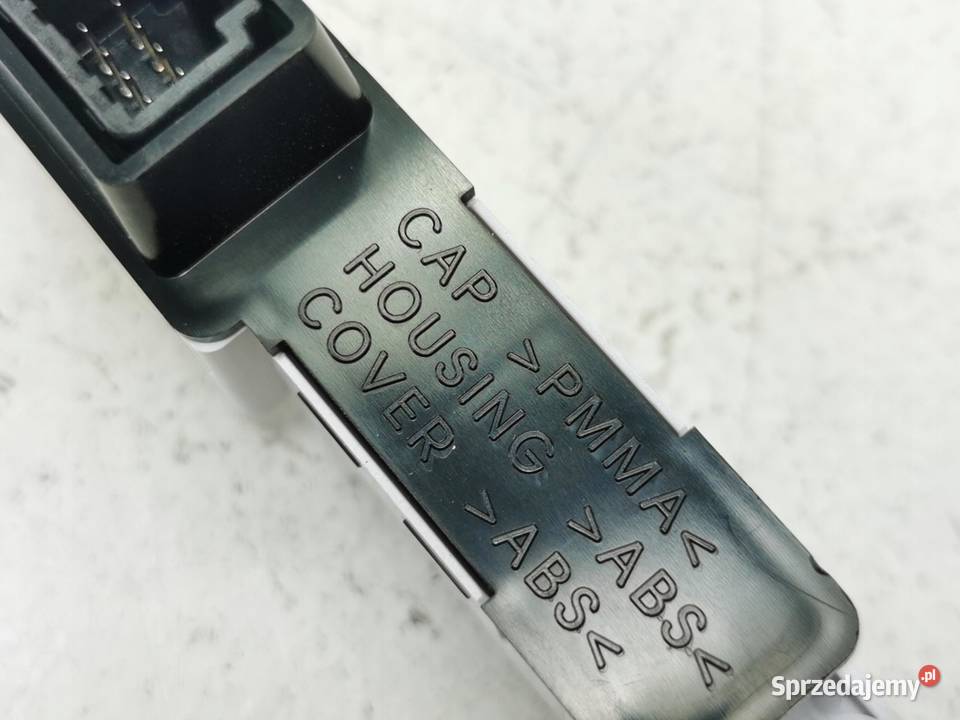 CAP >PMMA<
HOUSING >ABS<
COVER >ABS<
Sprzedajemy.pl